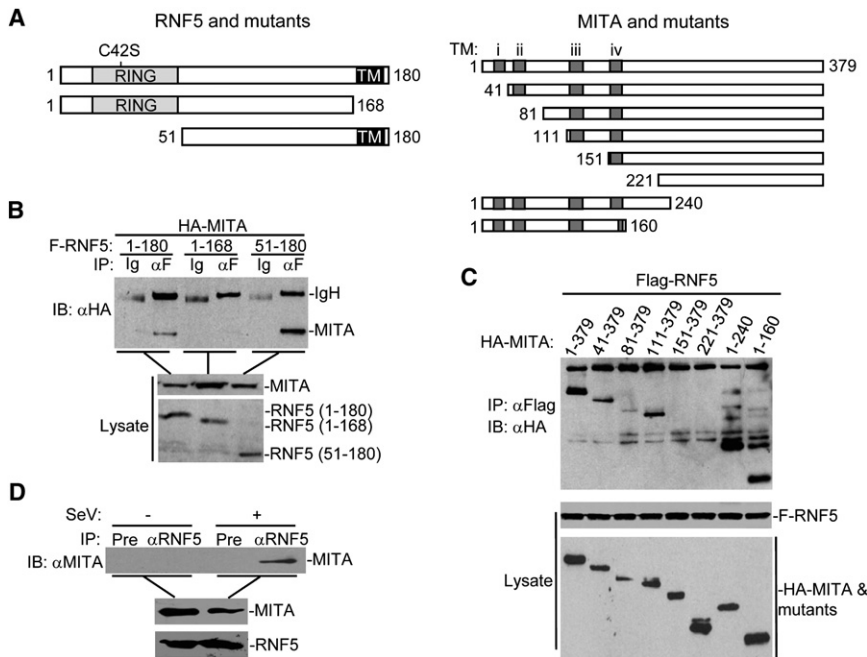 A
RNF5 and mutants
C42S
1 RING TM 180
1 RING 168
51 TM 180
MITA and mutants
TM: i ii iii iv
1 379
41
81
111
151
221
1 240
1 160
B
HA-MITA
F-RNF5: 1-180 1-168 51-180
IP: Ig αF Ig αF Ig αF
IB: αHA
-IgH
-MITA
-MITA
Lysate
-RNF5 (1-180)
-RNF5 (1-168)
-RNF5 (51-180)
C
Flag-RNF5
HA-MITA: 1-379 41-379 81-379 111-379 151-379 221-379 1-240 1-160
IP: αFlag
IB: αHA
-F-RNF5
Lysate
-HA-MITA &
mutants
D
SeV: - +
IP: Pre αRNF5 Pre αRNF5
IB: αMITA -MITA
-MITA
-RNF5